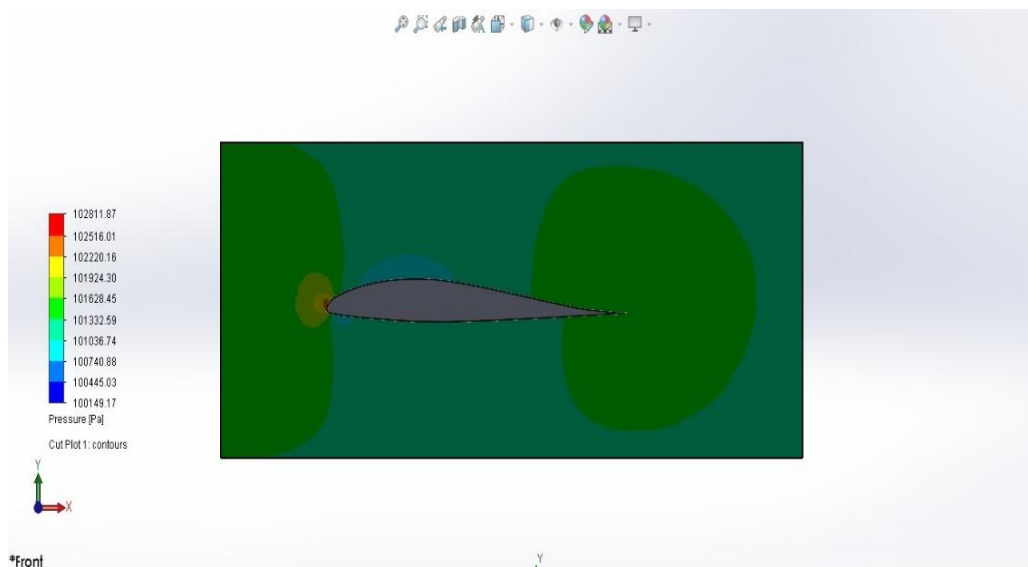 102811.87
102516.01
102220.16
101924.30
101628.45
101332.59
101036.74
100740.88
100445.03
100149.17
Pressure [Pa]
Cut Plot 1: contours
Y
X
*Front
Y